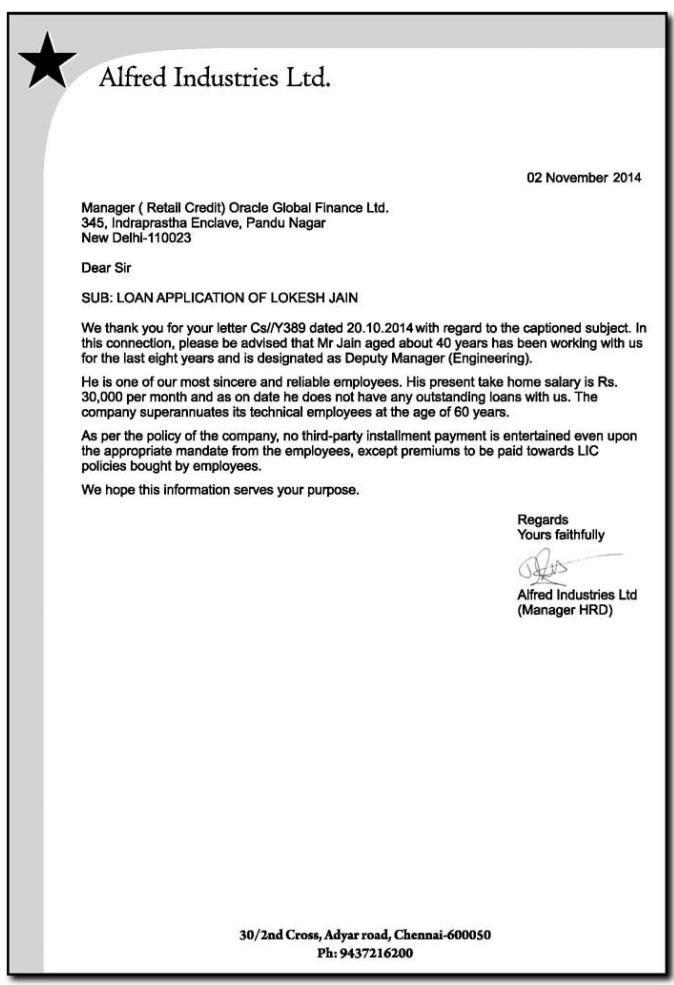 Alfred Industries Ltd.
02 November 2014
Manager ( Retail Credit) Oracle Global Finance Ltd.
345, Indraprastha Enclave, Pandu Nagar
New Delhi-110023
Dear Sir
SUB: LOAN APPLICATION OF LOKESH JAIN
We thank you for your letter Cs//Y389 dated 20.10.2014 with regard to the captioned subject. In
this connection, please be advised that Mr Jain aged about 40 years has been working with us
for the last eight years and is designated as Deputy Manager (Engineering).
He is one of our most sincere and reliable employees. His present take home salary is Rs.
30,000 per month and as on date he does not have any outstanding loans with us. The
company superannuates its technical employees at the age of 60 years.
As per the policy of the company, no third-party installment payment is entertained even upon
the appropriate mandate from the employees, except premiums to be paid towards LIC
policies bought by employees.
We hope this information serves your purpose.
Regards
Yours faithfully
Alfred Industries Ltd
(Manager HRD)
30/2nd Cross, Adyar road, Chennai-600050
Ph: 9437216200